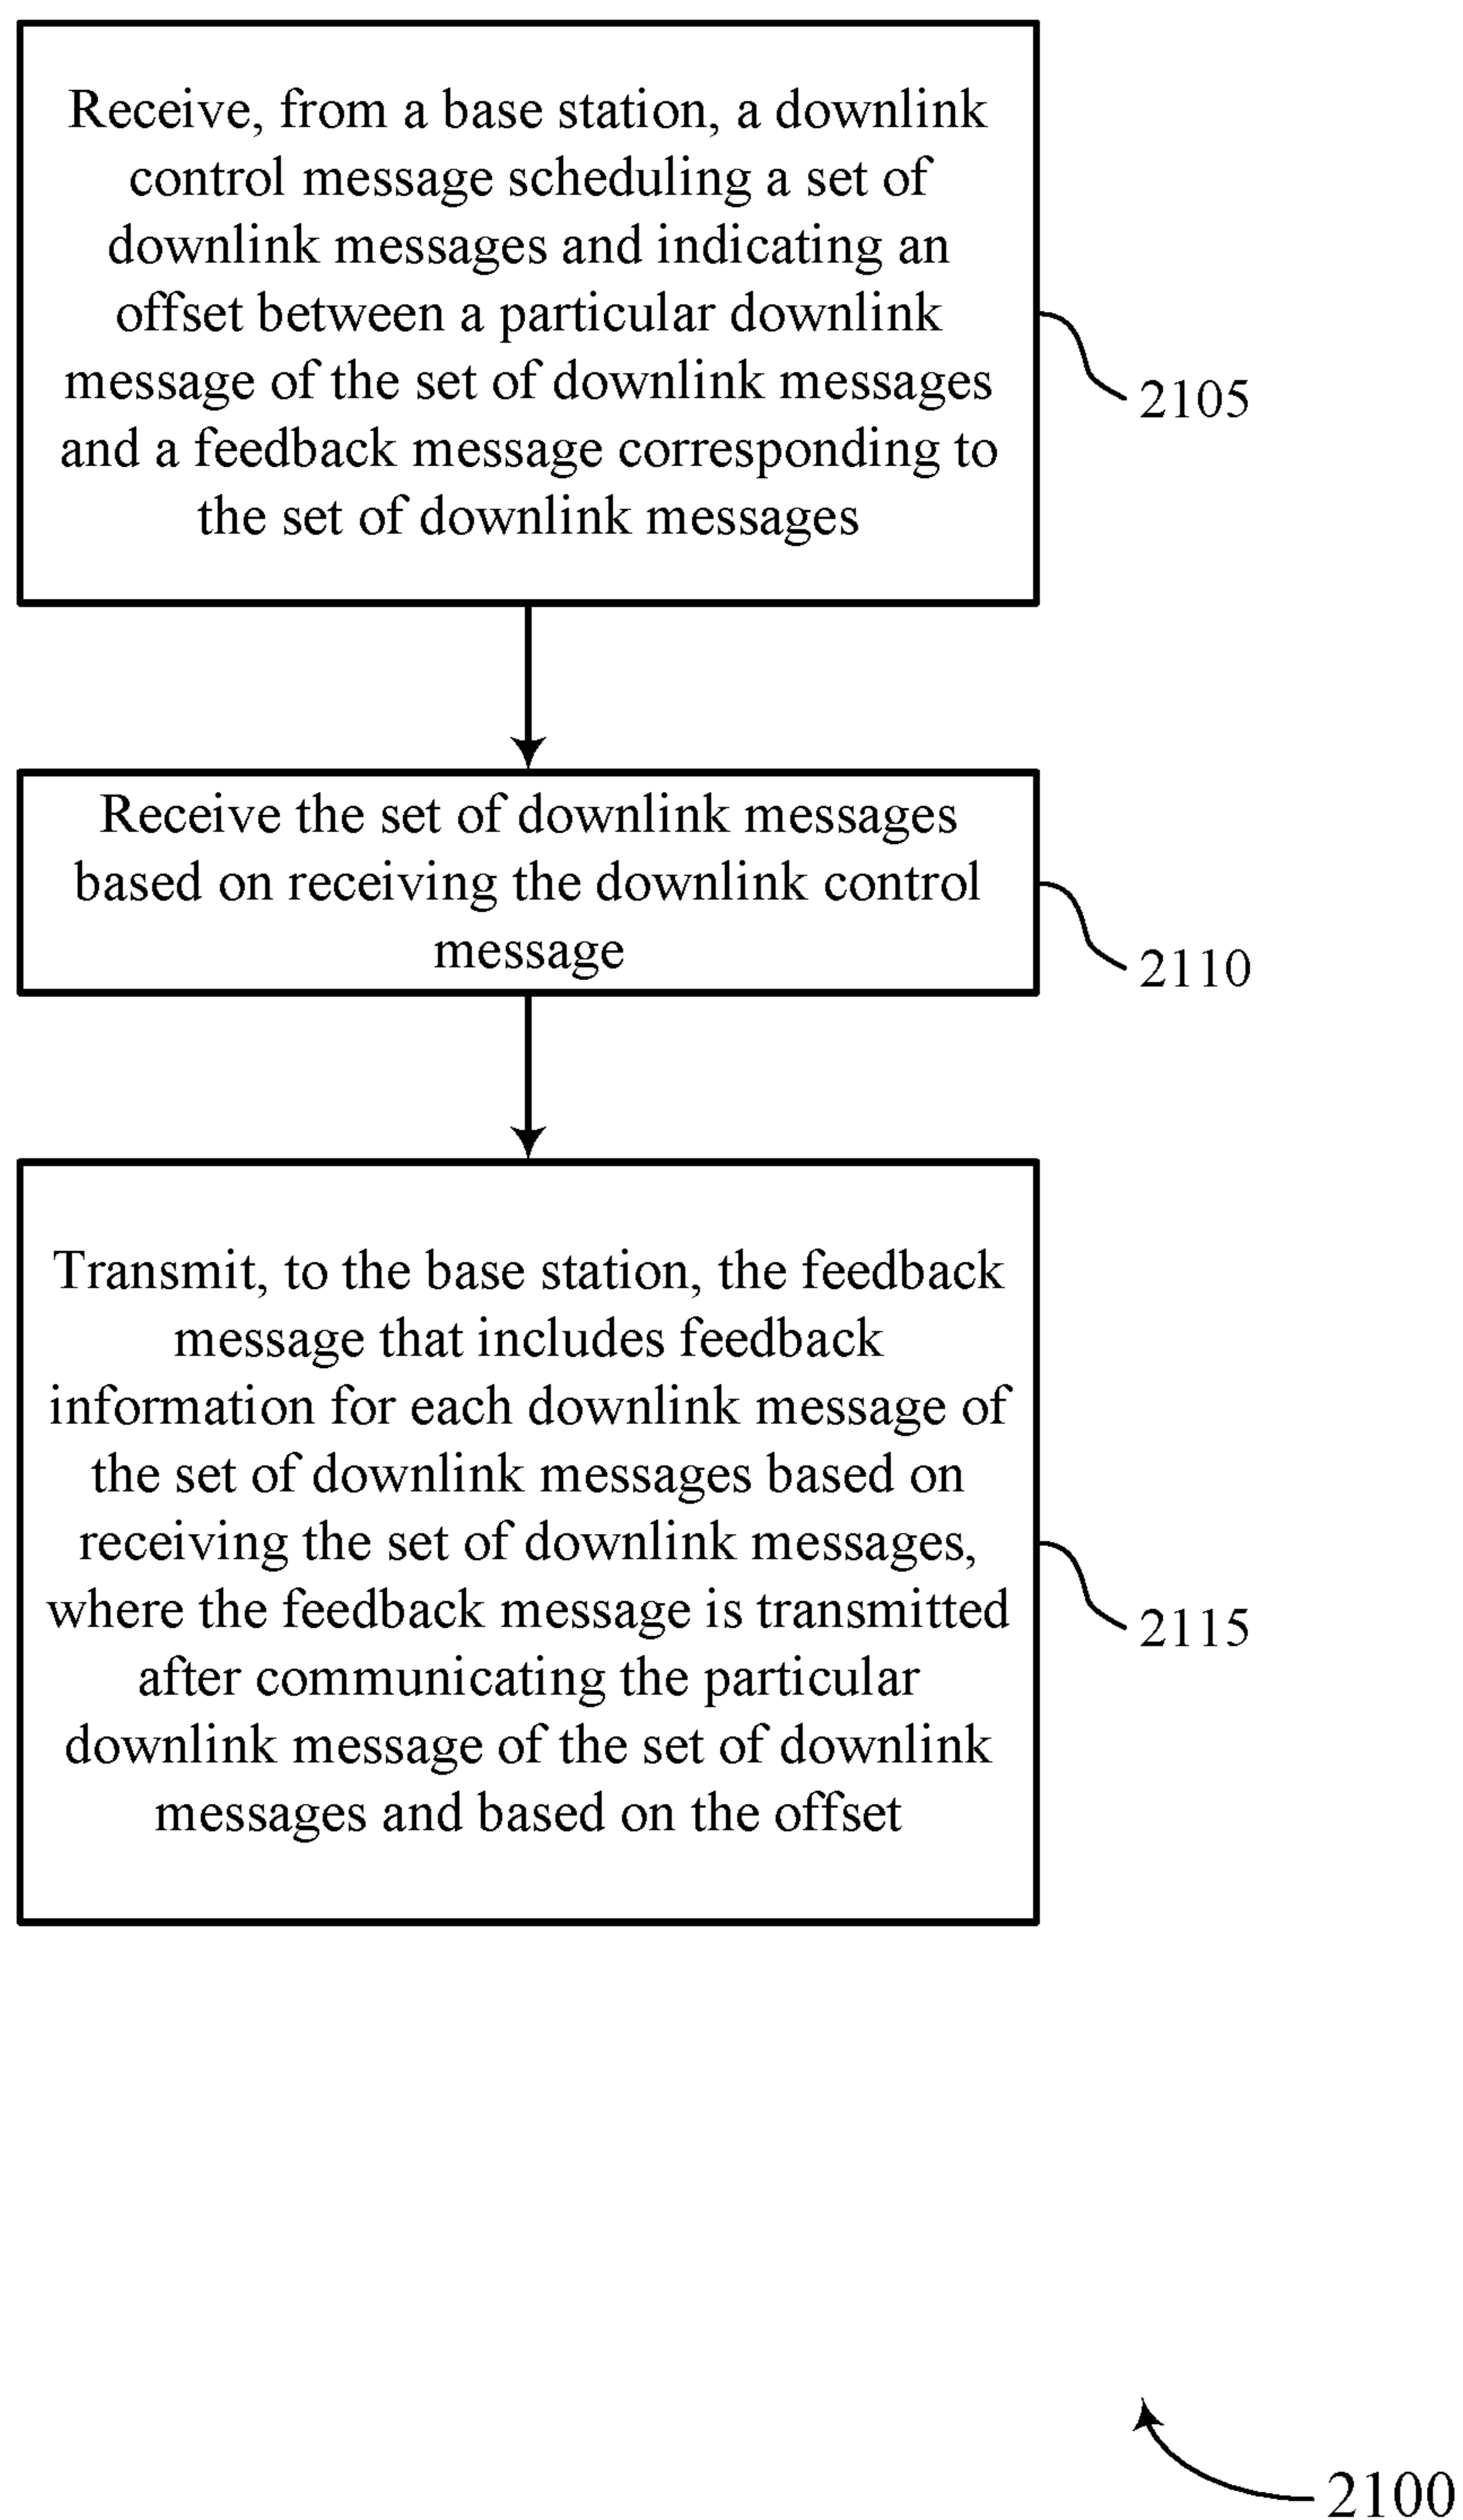 Receive, from a base station, a downlink
control message scheduling a set of
downlink messages and indicating an
offset between a particular downlink
message of the set of downlink messages
and a feedback message corresponding to
the set of downlink messages
2105
Receive the set of downlink messages
based on receiving the downlink control
message
2110
Transmit, to the base station, the feedback
message that includes feedback
information for each downlink message of
the set of downlink messages based on
receiving the set of downlink messages,
where the feedback message is transmitted
after communicating the particular
downlink message of the set of downlink
messages and based on the offset
2115
2100